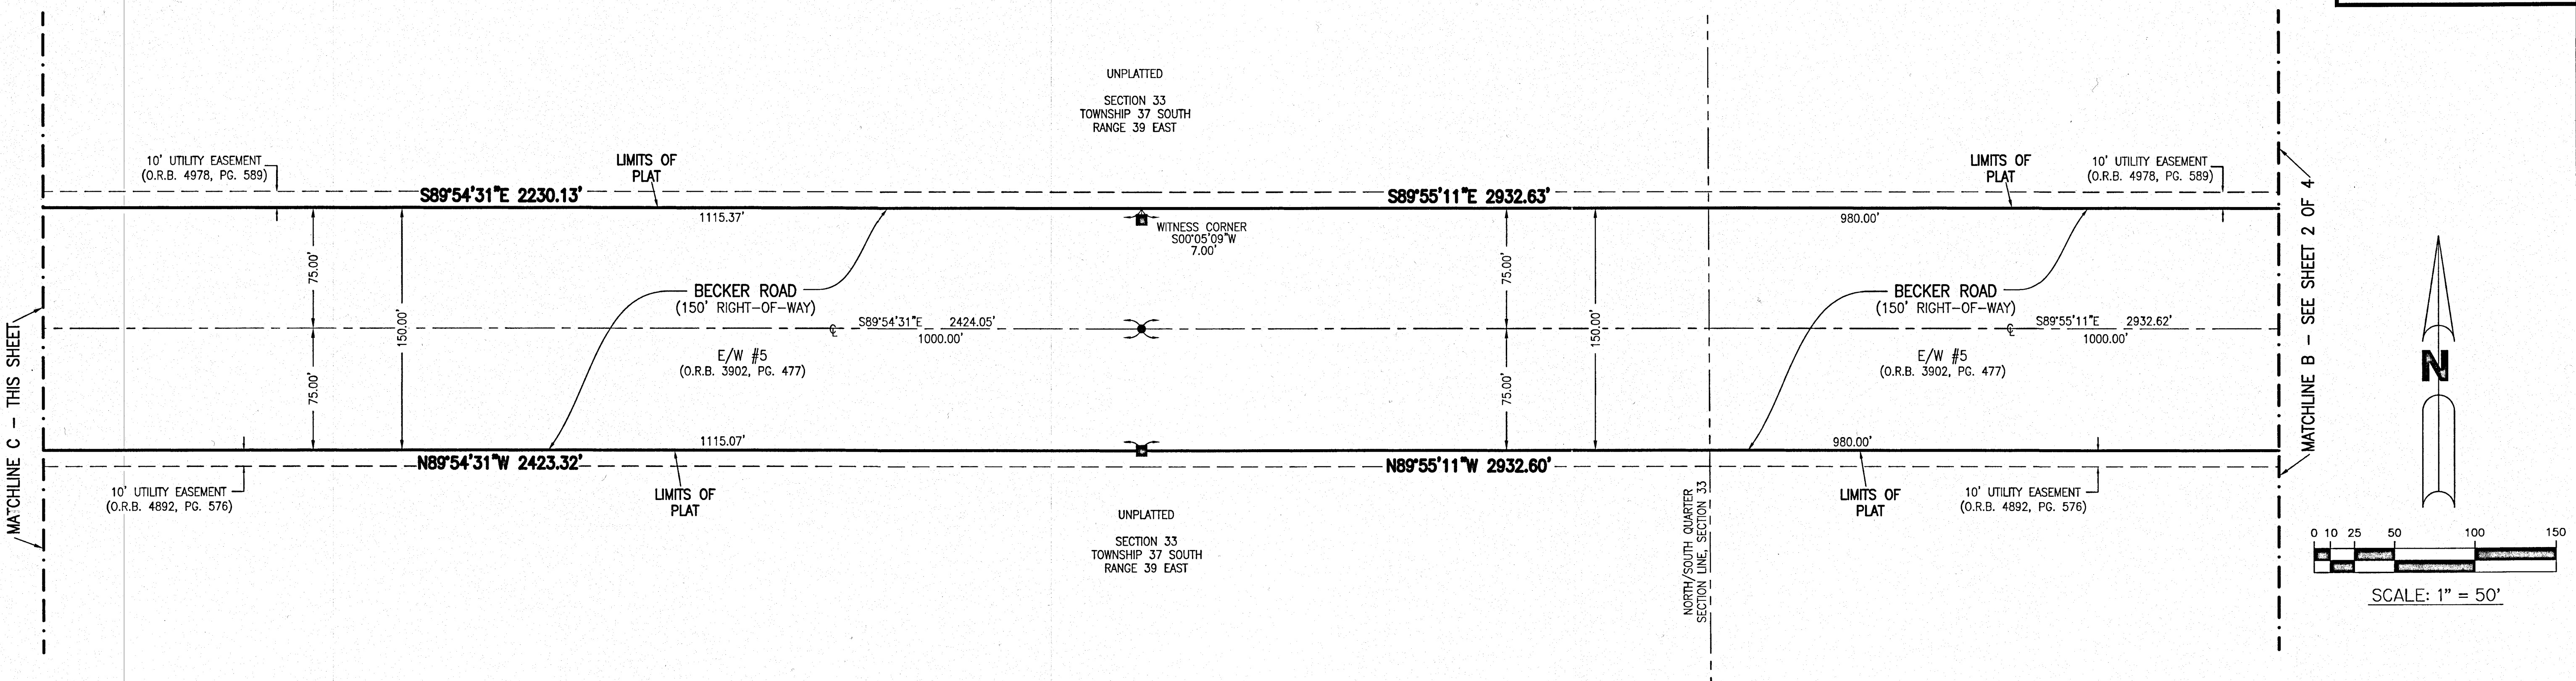 UNPLATTED
SECTION 33
TOWNSHIP 37 SOUTH
RANGE 39 EAST
10' UTILITY EASEMENT
(O.R.B. 4978, PG. 589)
LIMITS OF
PLAT
LIMITS OF
PLAT
10' UTILITY EASEMENT
(O.R.B. 4978, PG. 589)
S89°54'31"E 2230.13'
S89°55'11"E 2932.63'
1115.37'
980.00'
WITNESS CORNER
S00°05'09"W
7.00'
75.00'
150.00'
75.00'
75.00'
150.00'
75.00'
BECKER ROAD
(150' RIGHT-OF-WAY)
BECKER ROAD
(150' RIGHT-OF-WAY)
℄
S89°54'31"E 2424.05'
1000.00'
℄
S89°55'11"E 2932.62'
1000.00'
E/W #5
(O.R.B. 3902, PG. 477)
E/W #5
(O.R.B. 3902, PG. 477)
1115.07'
980.00'
N89°54'31"W 2423.32'
N89°55'11"W 2932.60'
10' UTILITY EASEMENT
(O.R.B. 4892, PG. 576)
LIMITS OF
PLAT
LIMITS OF
PLAT
10' UTILITY EASEMENT
(O.R.B. 4892, PG. 576)
UNPLATTED
SECTION 33
TOWNSHIP 37 SOUTH
RANGE 39 EAST
NORTH/SOUTH QUARTER
SECTION LINE, SECTION 33
MATCHLINE C - THIS SHEET
MATCHLINE B - SEE SHEET 2 OF 4
N
0 10 25 50 100 150
SCALE: 1" = 50'